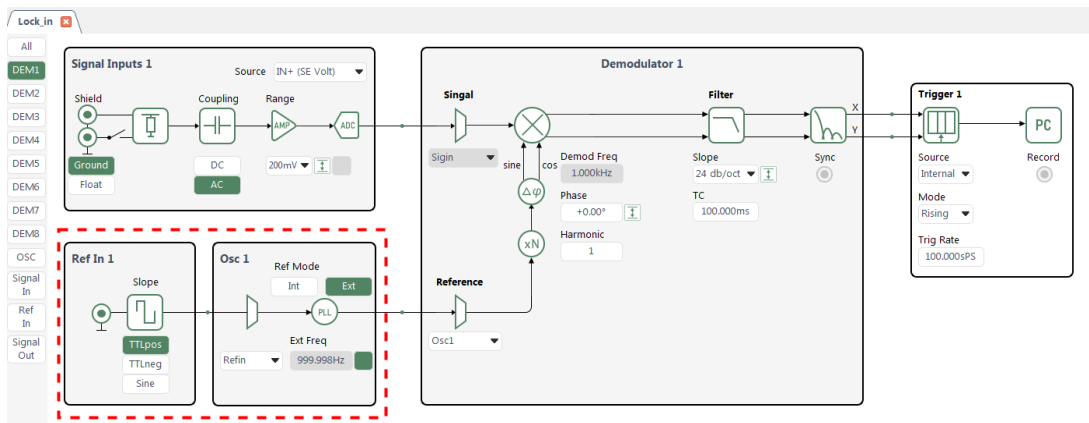 Lock_in
All
DEM1
DEM2
DEM3
DEM4
DEM5
DEM6
DEM7
DEM8
OSC
Signal
In
Ref
In
Signal
Out
Signal Inputs 1
Source IN+ (SE Volt)
Shield
Coupling
Range
AMP
ADC
Ground
Float
DC
AC
200mV
Ref In 1
Slope
TTLpos
TTLneg
Sine
Osc 1
Ref Mode
Int
Ext
PLL
Ext Freq
Refin
999.998Hz
Demodulator 1
Singal
Sigin
sine
cos
Δφ
xN
Demod Freq
1.000kHz
Phase
+0.00°
Harmonic
1
Reference
Osc1
Filter
Slope
24 db/oct
TC
100.000ms
Sync
X
Y
Trigger 1
PC
Source
Internal
Record
Mode
Rising
Trig Rate
100.000sPS